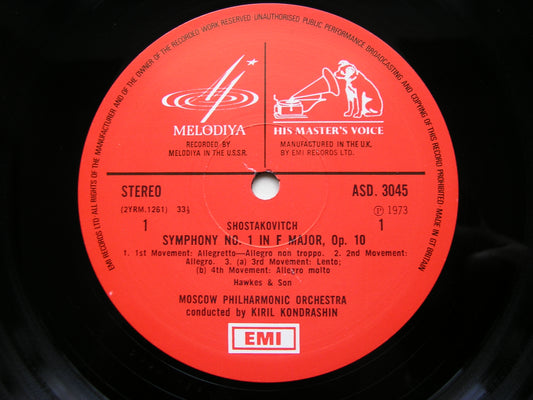 EMI RECORDS LTD· ALL RIGHTS OF THE MANUFACTURER AND OF THE OWNER OF THE RECORDED WORK RESERVED UNAUTHORISED PUBLIC PERFORMANCE BROADCASTING AND COPYING OF THIS RECORD PROHIBITED· MADE IN GT BRITAIN
MELODIYA
RECORDED BY
MELODIYA IN THE U.S.S.R.
HIS MASTER'S VOICE
MANUFACTURED IN THE U.K.
BY EMI RECORDS LTD.
STEREO
ASD. 3045
(2YRM.1261) 33⅓
℗ 1973
1
1
SHOSTAKOVITCH
SYMPHONY NO. 1 IN F MAJOR, Op. 10
1. 1st Movement: Allegretto—Allegro non troppo. 2. 2nd Movement:
Allegro. 3. (a) 3rd Movement: Lento;
(b) 4th Movement: Allegro molto
Hawkes & Son
MOSCOW PHILHARMONIC ORCHESTRA
conducted by KIRIL KONDRASHIN
EMI